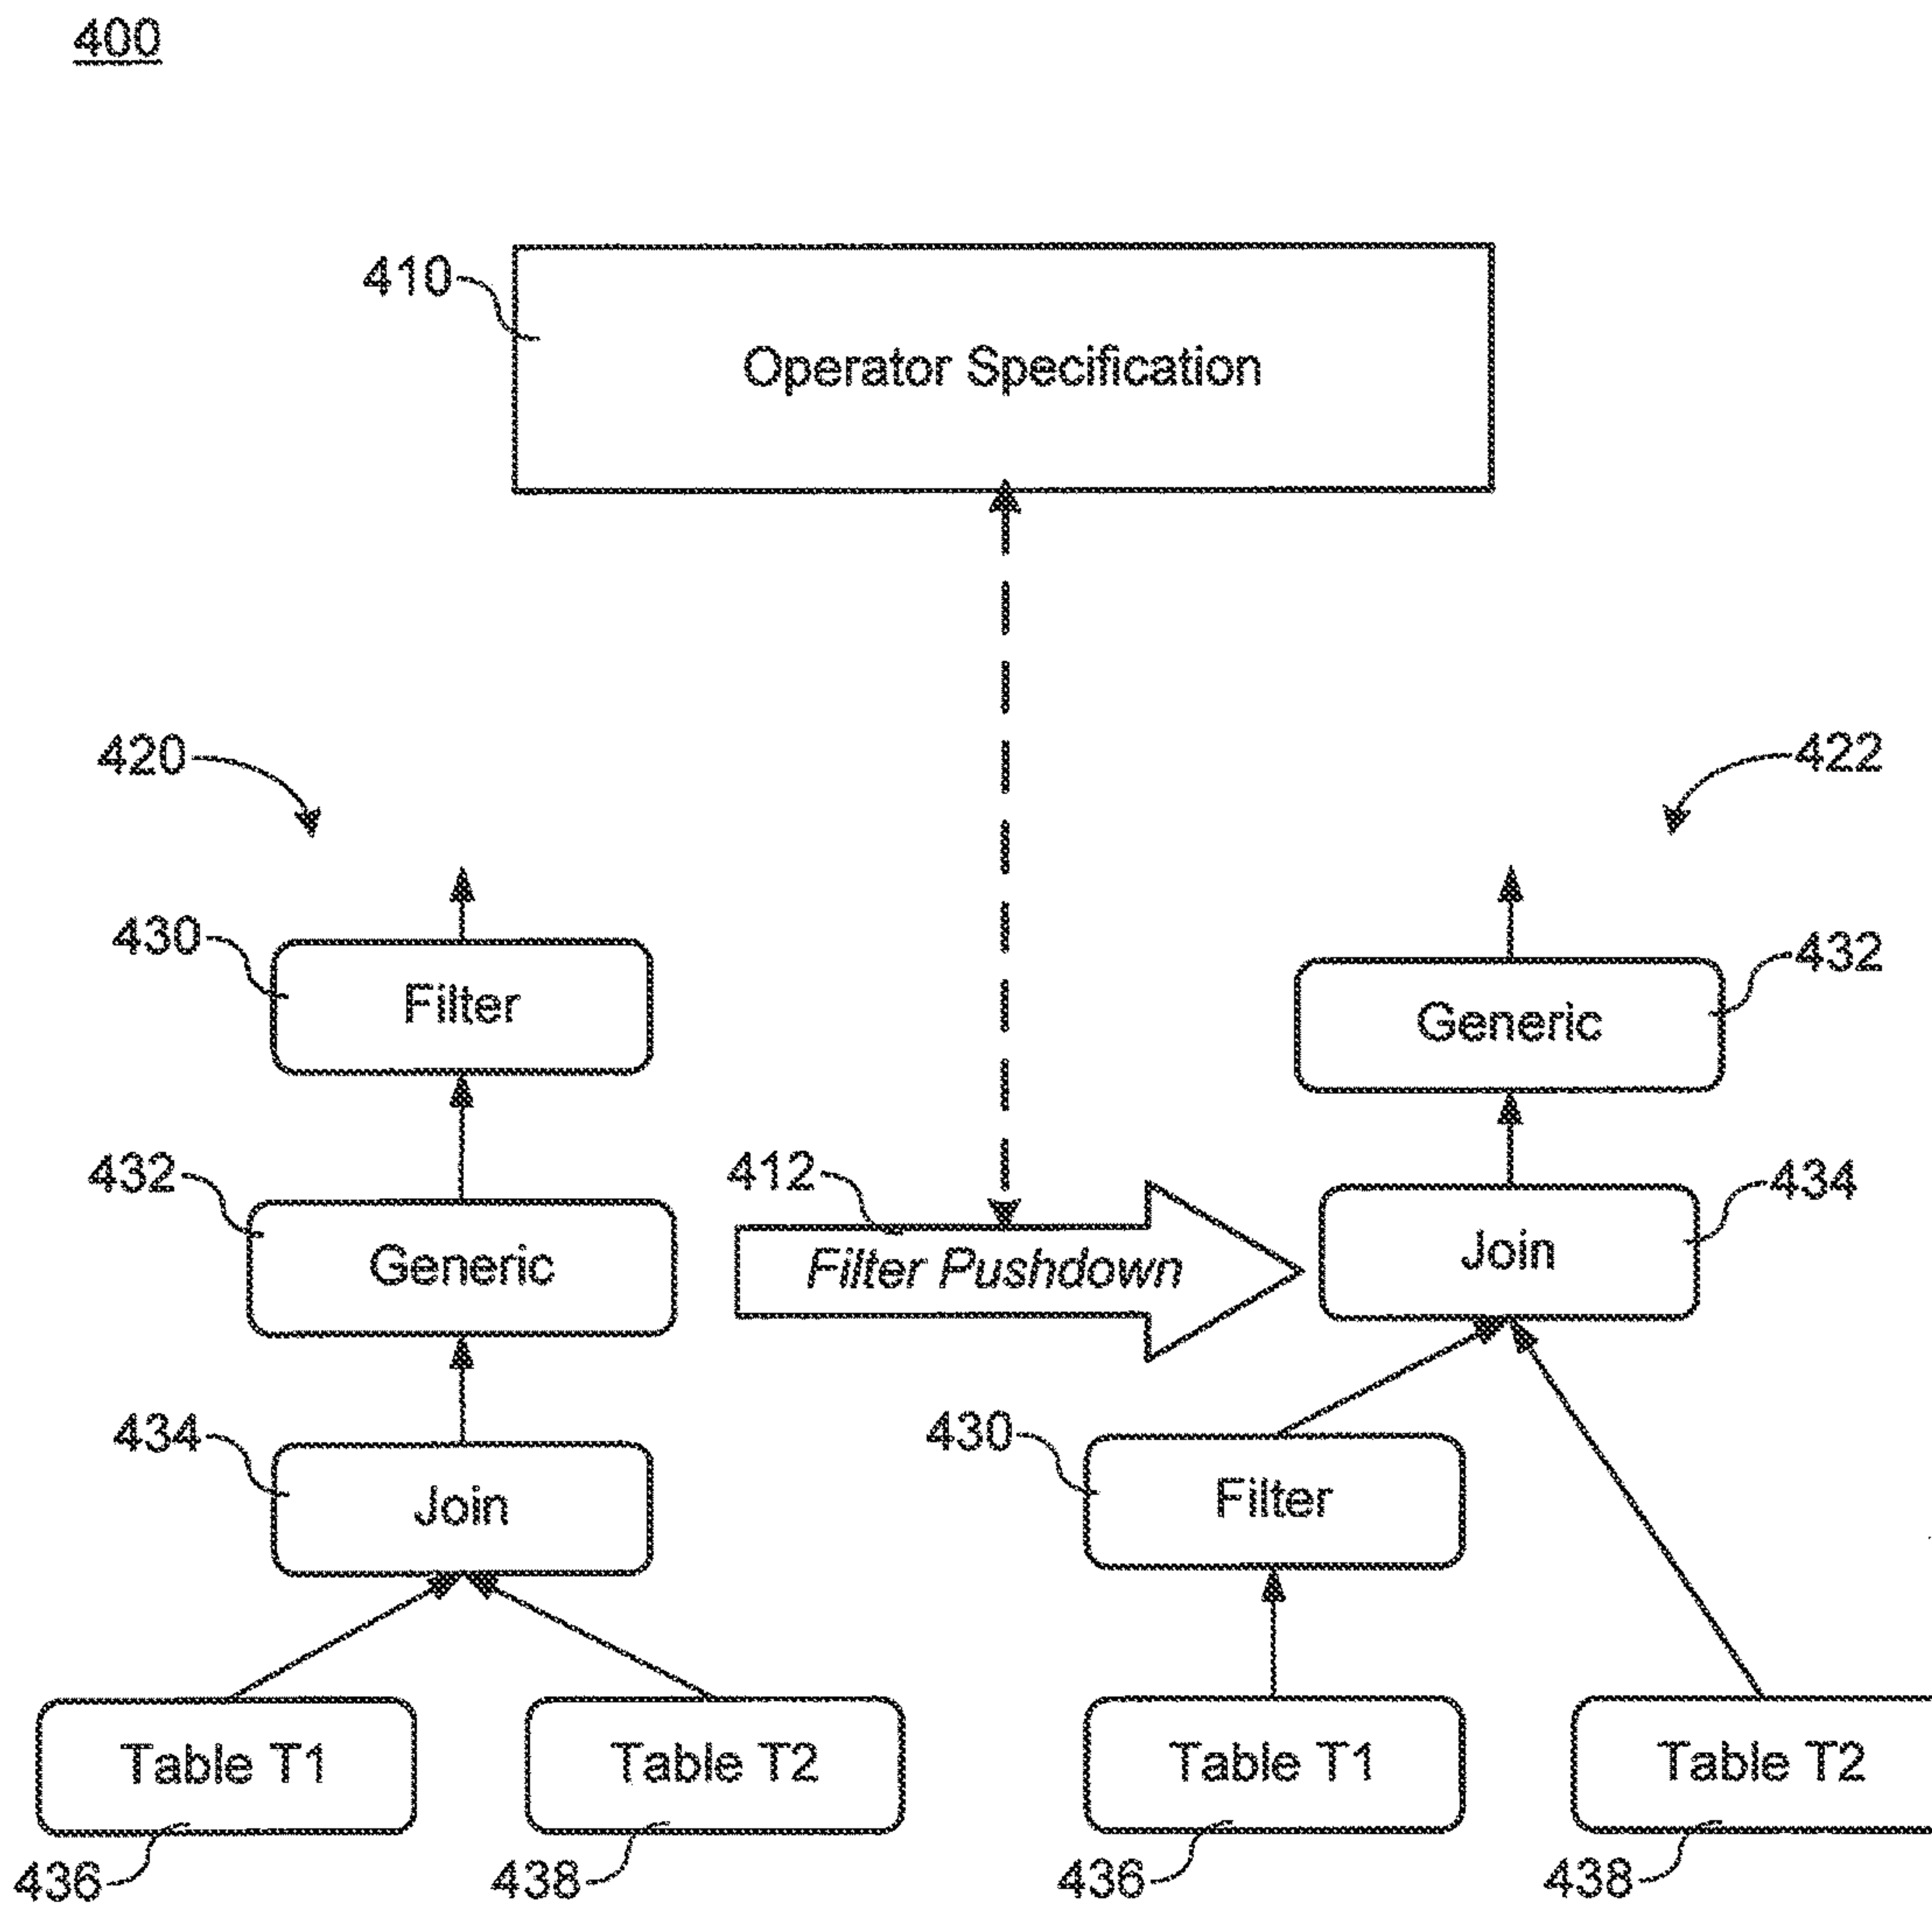 400
410
Operator Specification
420
422
430
Filter
432
Generic
432
Generic
412
Filter Pushdown
434
Join
434
Join
430
Filter
Table T1
Table T2
Table T1
Table T2
436
438
436
438